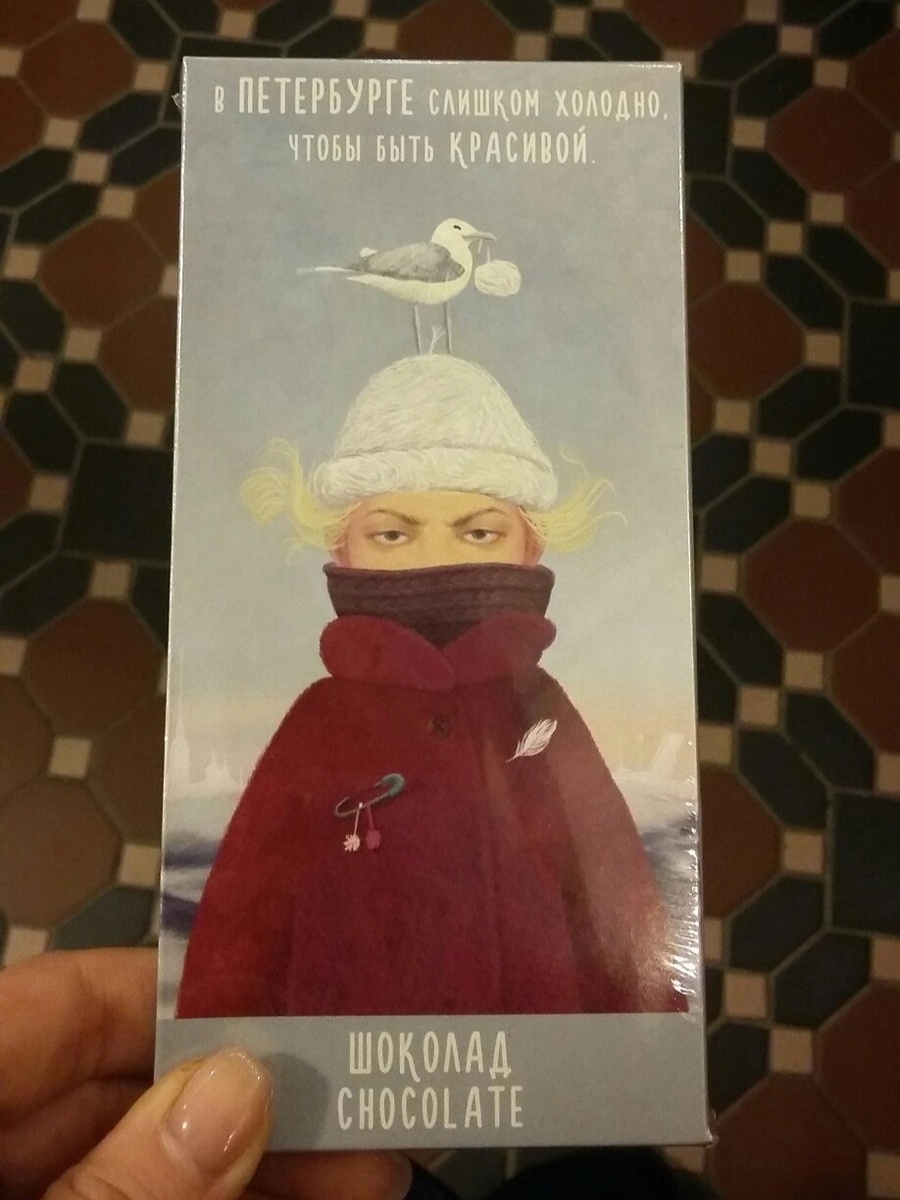 в ПЕТЕРБУРГЕ слишком холодно,
чтобы быть КРАСИВОЙ.
ШОКОЛАД
CHOCOLATE